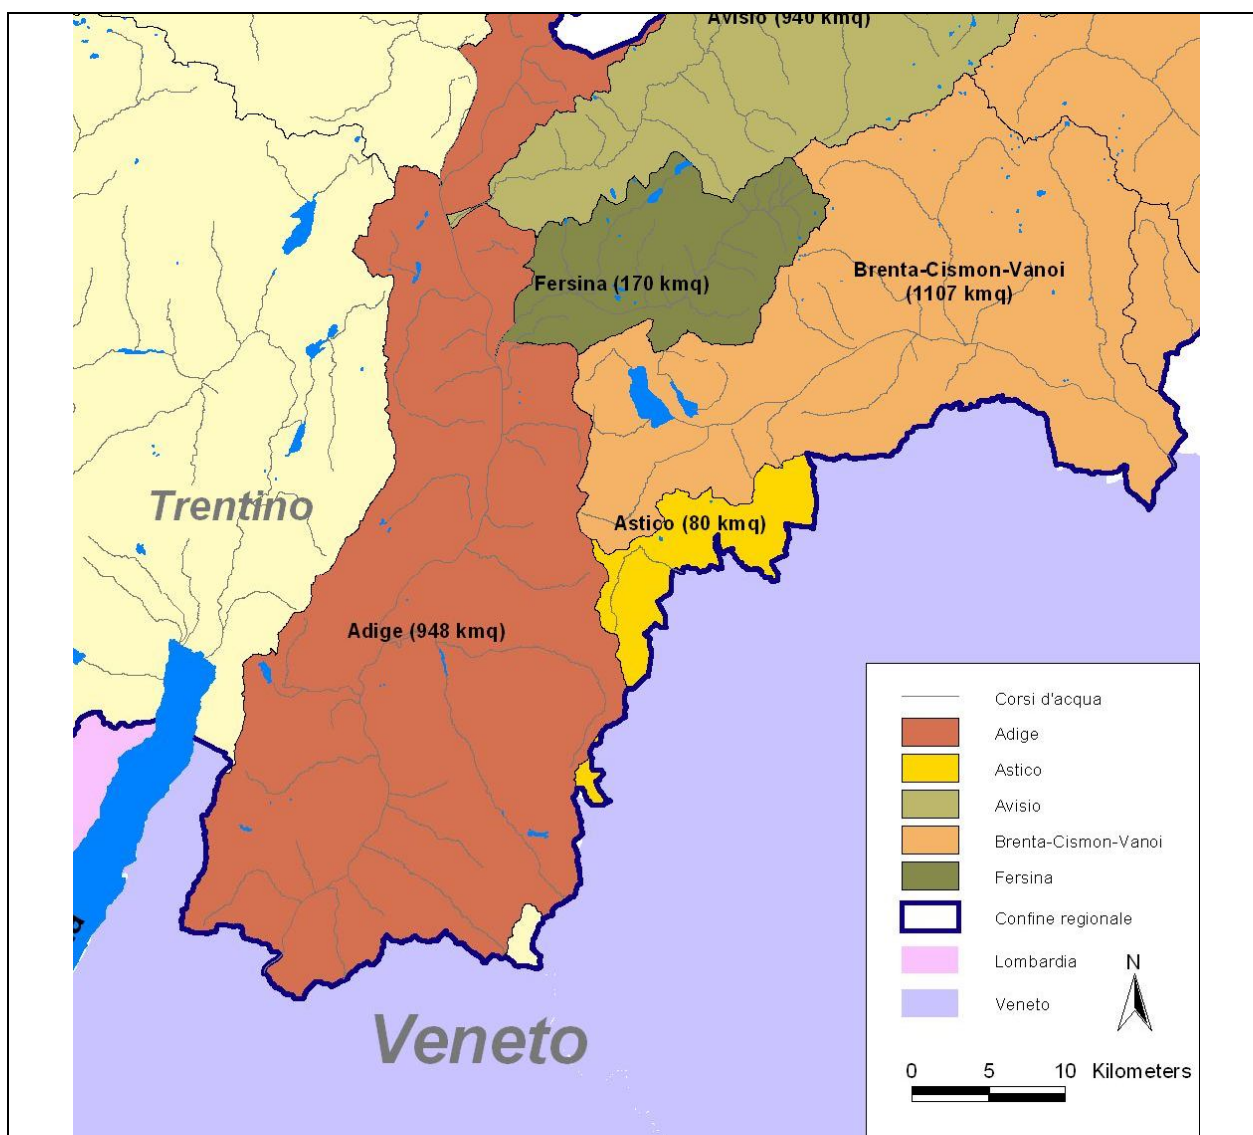 Avisio (940 kmq)
Brenta-Cismon-Vanoi
(1107 kmq)
Fersina (170 kmq)
Trentino
Astico (80 kmq)
Adige (948 kmq)
Veneto
Corsi d'acqua
Adige
Astico
Avisio
Brenta-Cismon-Vanoi
Fersina
Confine regionale
Lombardia
Veneto
N
0 5 10 Kilometers